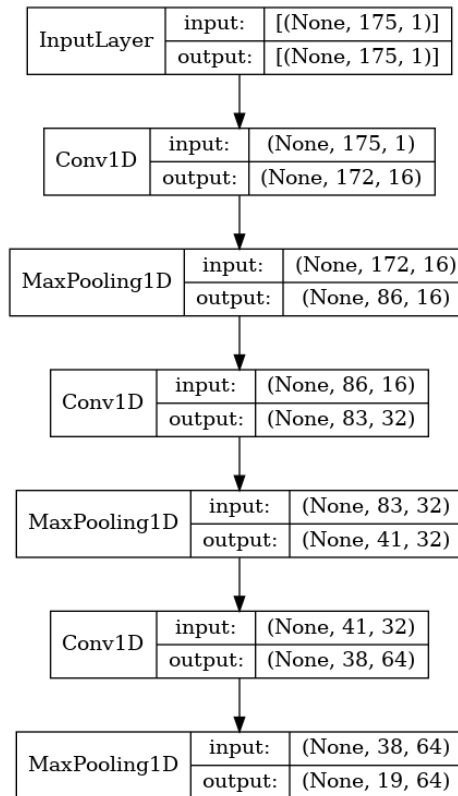 InputLayer
input: [(None, 175, 1)]
output: [(None, 175, 1)]
Conv1D
input: (None, 175, 1)
output: (None, 172, 16)
MaxPooling1D
input: (None, 172, 16)
output: (None, 86, 16)
Conv1D
input: (None, 86, 16)
output: (None, 83, 32)
MaxPooling1D
input: (None, 83, 32)
output: (None, 41, 32)
Conv1D
input: (None, 41, 32)
output: (None, 38, 64)
MaxPooling1D
input: (None, 38, 64)
output: (None, 19, 64)